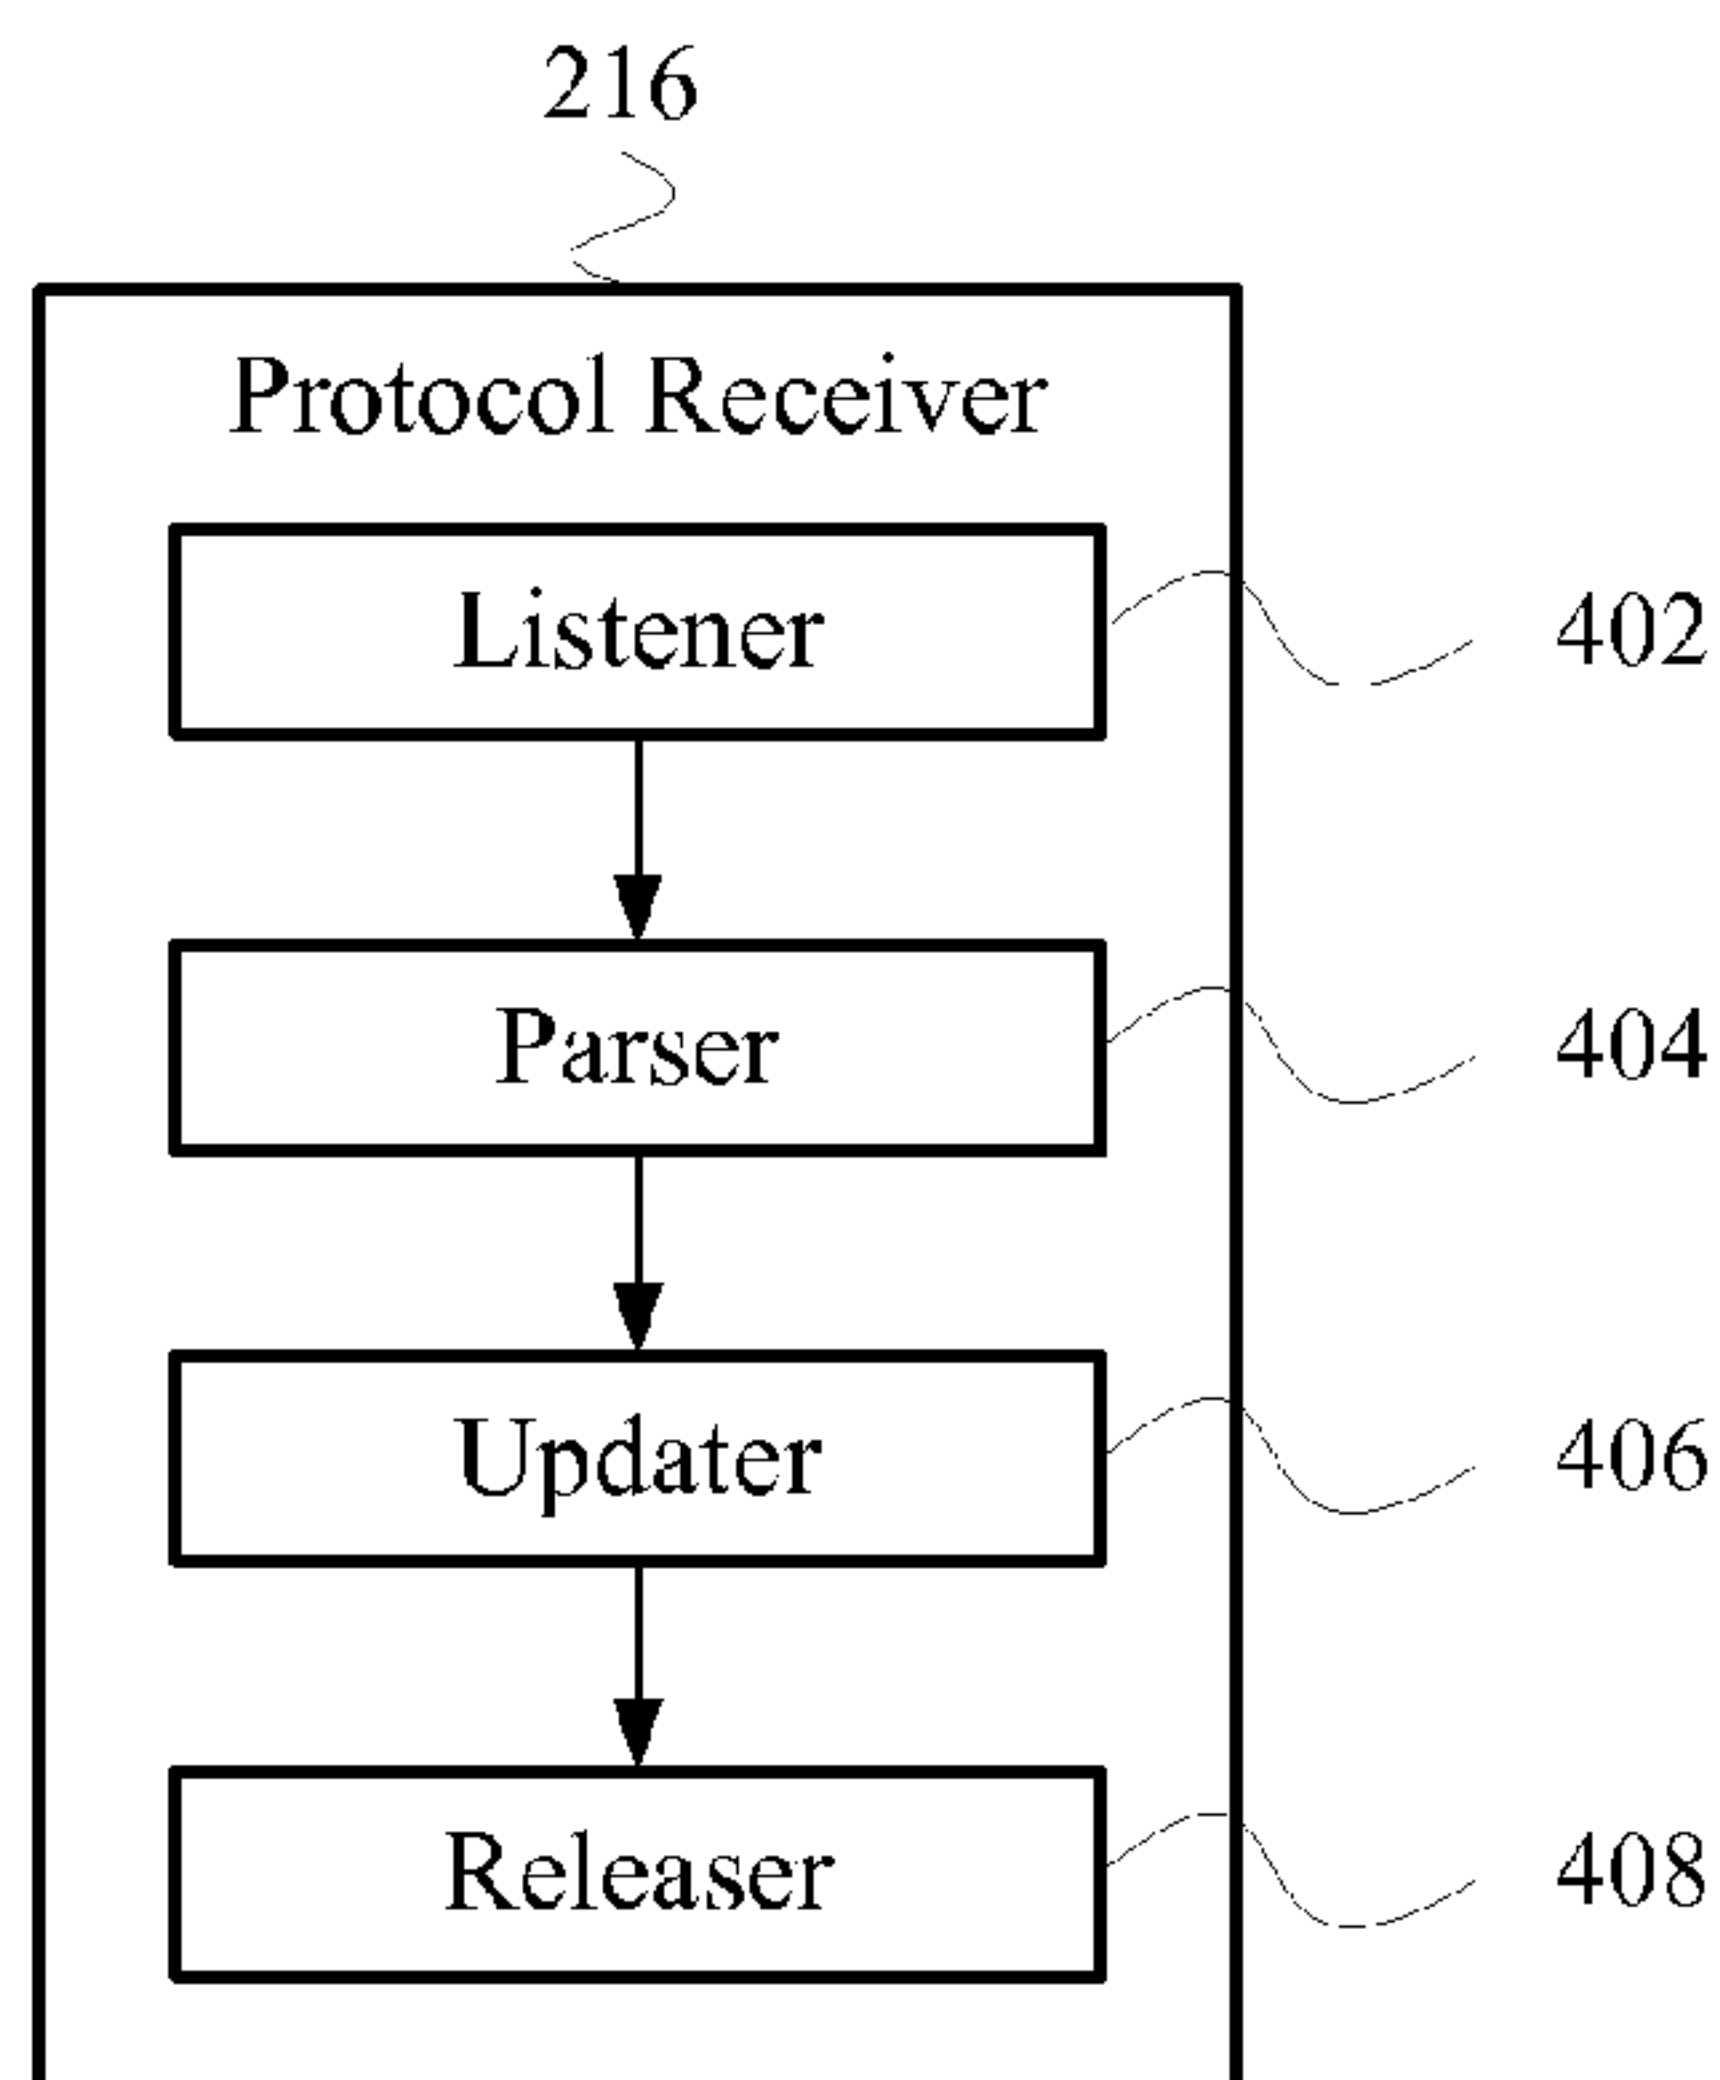 216
Protocol Receiver
Listener
402
Parser
404
Updater
406
Releaser
408